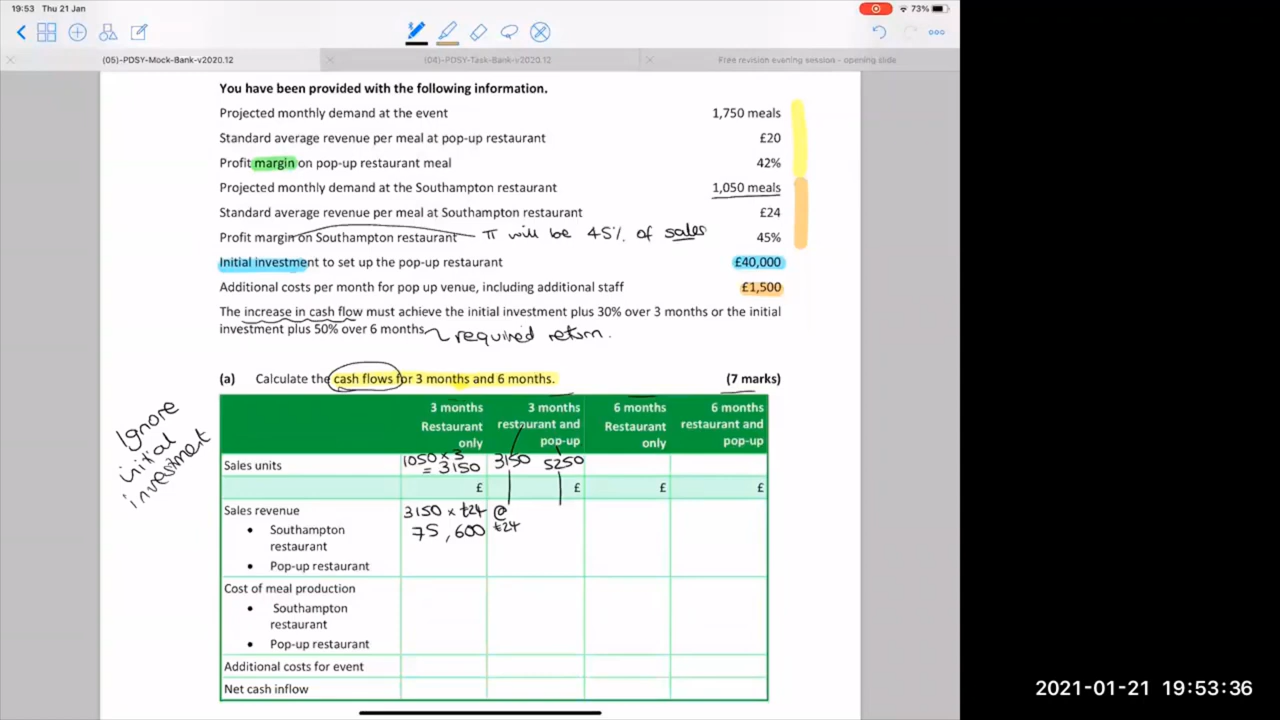 19:53 Thu 21 Jan
73%
(05)-PDSY-Mock-Bank-v2020.12
(04)-PDSY-Task-Bank-v2020.12
Free revision evening session - opening slide
You have been provided with the following information.
Projected monthly demand at the event 1,750 meals
Standard average revenue per meal at pop-up restaurant £20
Profit margin on pop-up restaurant meal 42%
Projected monthly demand at the Southampton restaurant 1,050 meals
Standard average revenue per meal at Southampton restaurant £24
Profit margin on Southampton restaurant π will be 45% of sales 45%
Initial investment to set up the pop-up restaurant £40,000
Additional costs per month for pop up venue, including additional staff £1,500
The increase in cash flow must achieve the initial investment plus 30% over 3 months or the initial
investment plus 50% over 6 months. required return.
(a) Calculate the cash flows for 3 months and 6 months. (7 marks)
Ignore
initial
investment
3 months
Restaurant
only
3 months
restaurant and
pop-up
6 months
Restaurant
only
6 months
restaurant and
pop-up
Sales units
1050 x 3
= 3150
3150 5250
£ £ £ £
Sales revenue
3150 x £24
@
• Southampton
restaurant
75,600
£24
• Pop-up restaurant
Cost of meal production
• Southampton
restaurant
• Pop-up restaurant
Additional costs for event
Net cash inflow
2021-01-21 19:53:36